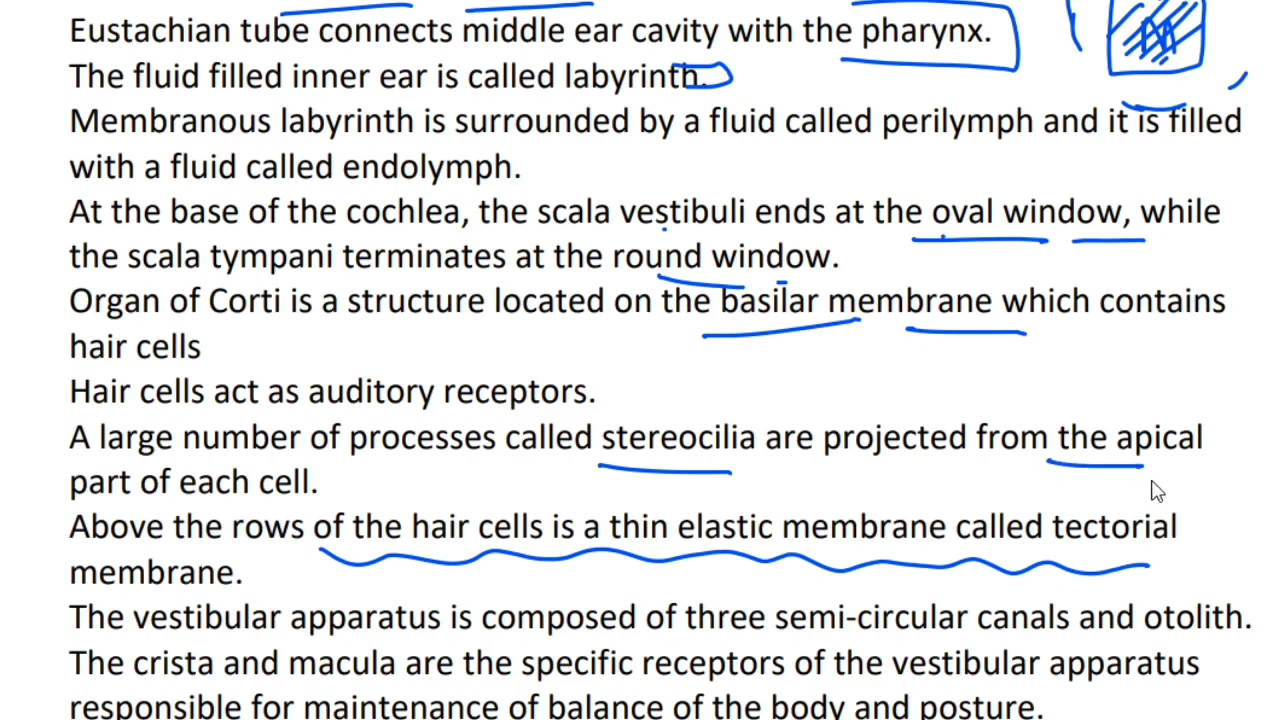 Eustachian tube connects middle ear cavity with the pharynx.
The fluid filled inner ear is called labyrinth.
Membranous labyrinth is surrounded by a fluid called perilymph and it is filled
with a fluid called endolymph.
At the base of the cochlea, the scala vestibuli ends at the oval window, while
the scala tympani terminates at the round window.
Organ of Corti is a structure located on the basilar membrane which contains
hair cells
Hair cells act as auditory receptors.
A large number of processes called stereocilia are projected from the apical
part of each cell.
Above the rows of the hair cells is a thin elastic membrane called tectorial
membrane.
The vestibular apparatus is composed of three semi-circular canals and otolith.
The crista and macula are the specific receptors of the vestibular apparatus
responsible for maintenance of balance of the body and posture.